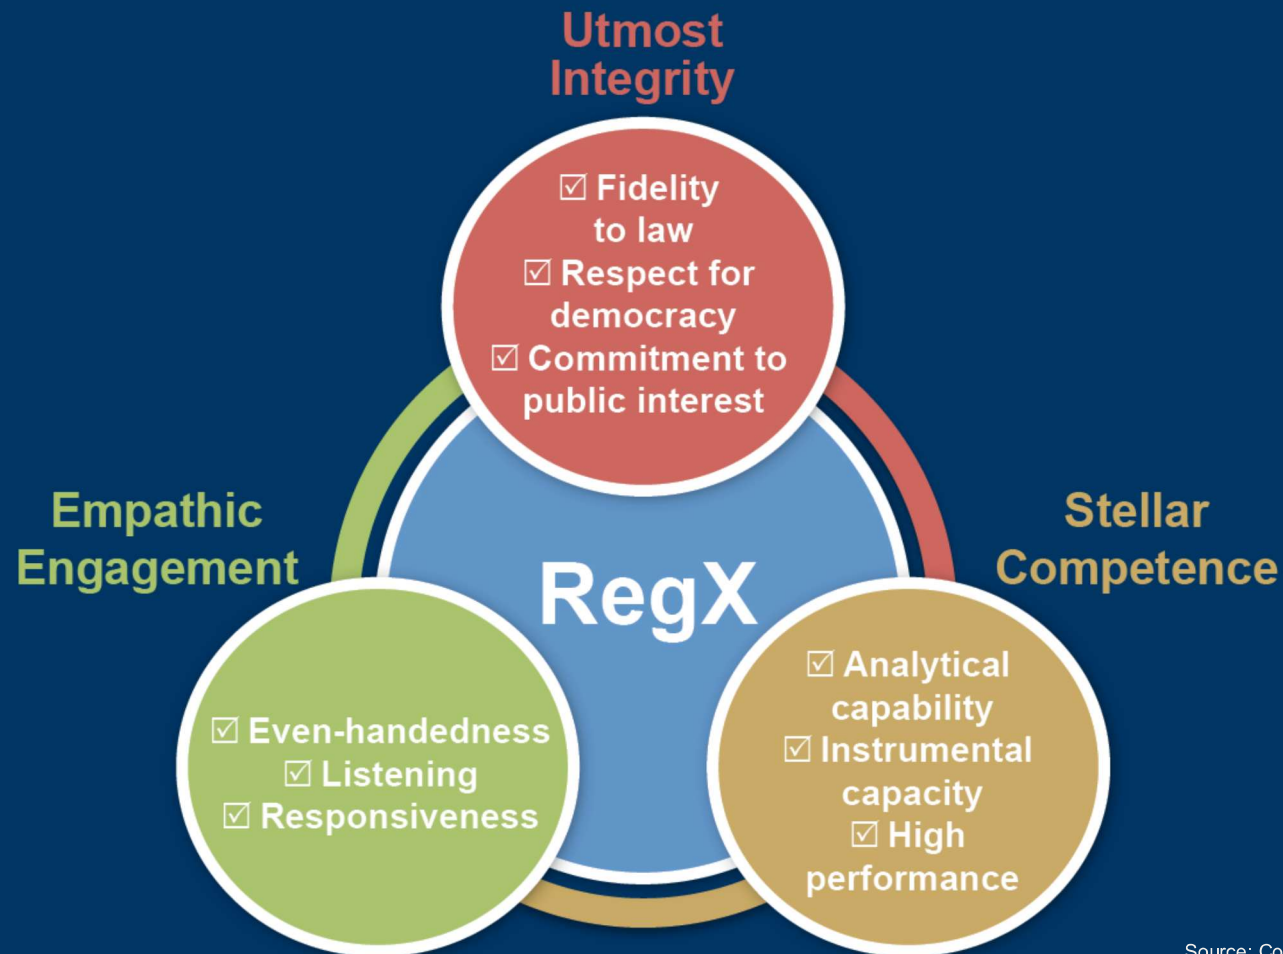 Utmost
Integrity
☑ Fidelity
to law
☑ Respect for
democracy
☑ Commitment to
public interest
Empathic
Engagement
Stellar
Competence
RegX
☑ Even-handedness
☑ Listening
☑ Responsiveness
☑ Analytical
capability
☑ Instrumental
capacity
☑ High
performance
Source: